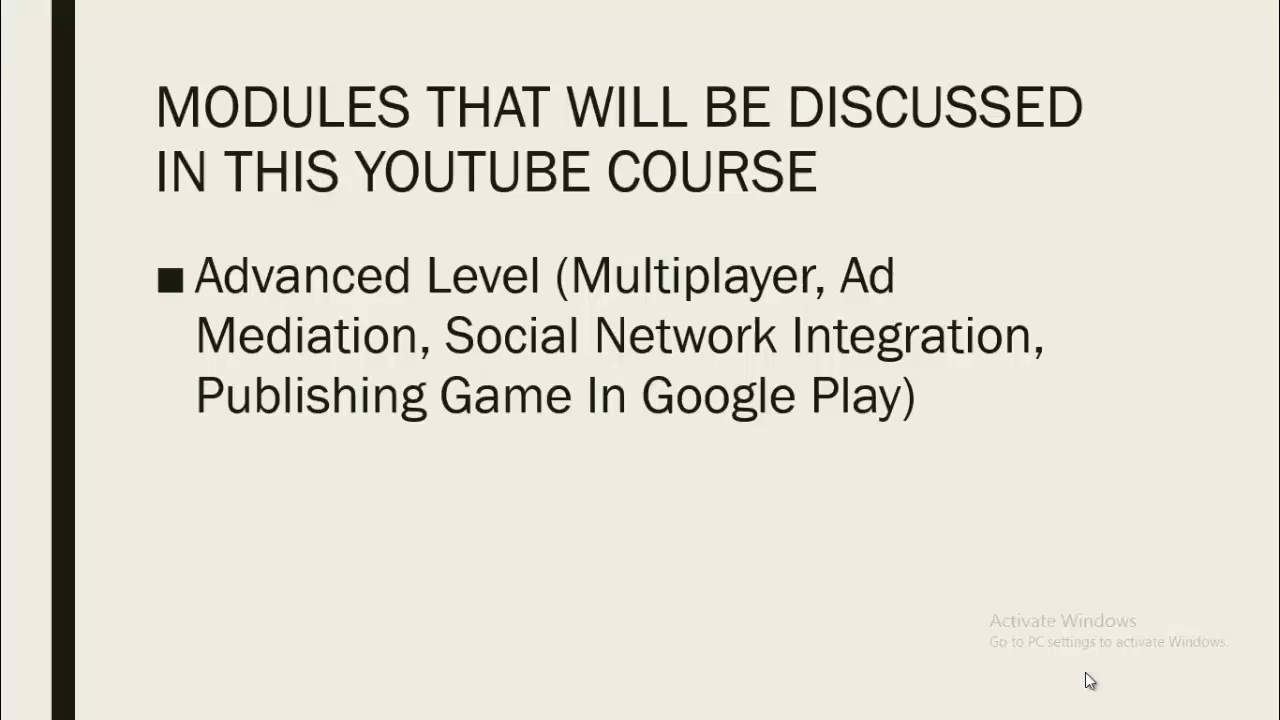 MODULES THAT WILL BE DISCUSSED
IN THIS YOUTUBE COURSE
■ Advanced Level (Multiplayer, Ad
Mediation, Social Network Integration,
Publishing Game In Google Play)
Activate Windows
Go to PC settings to activate Windows.